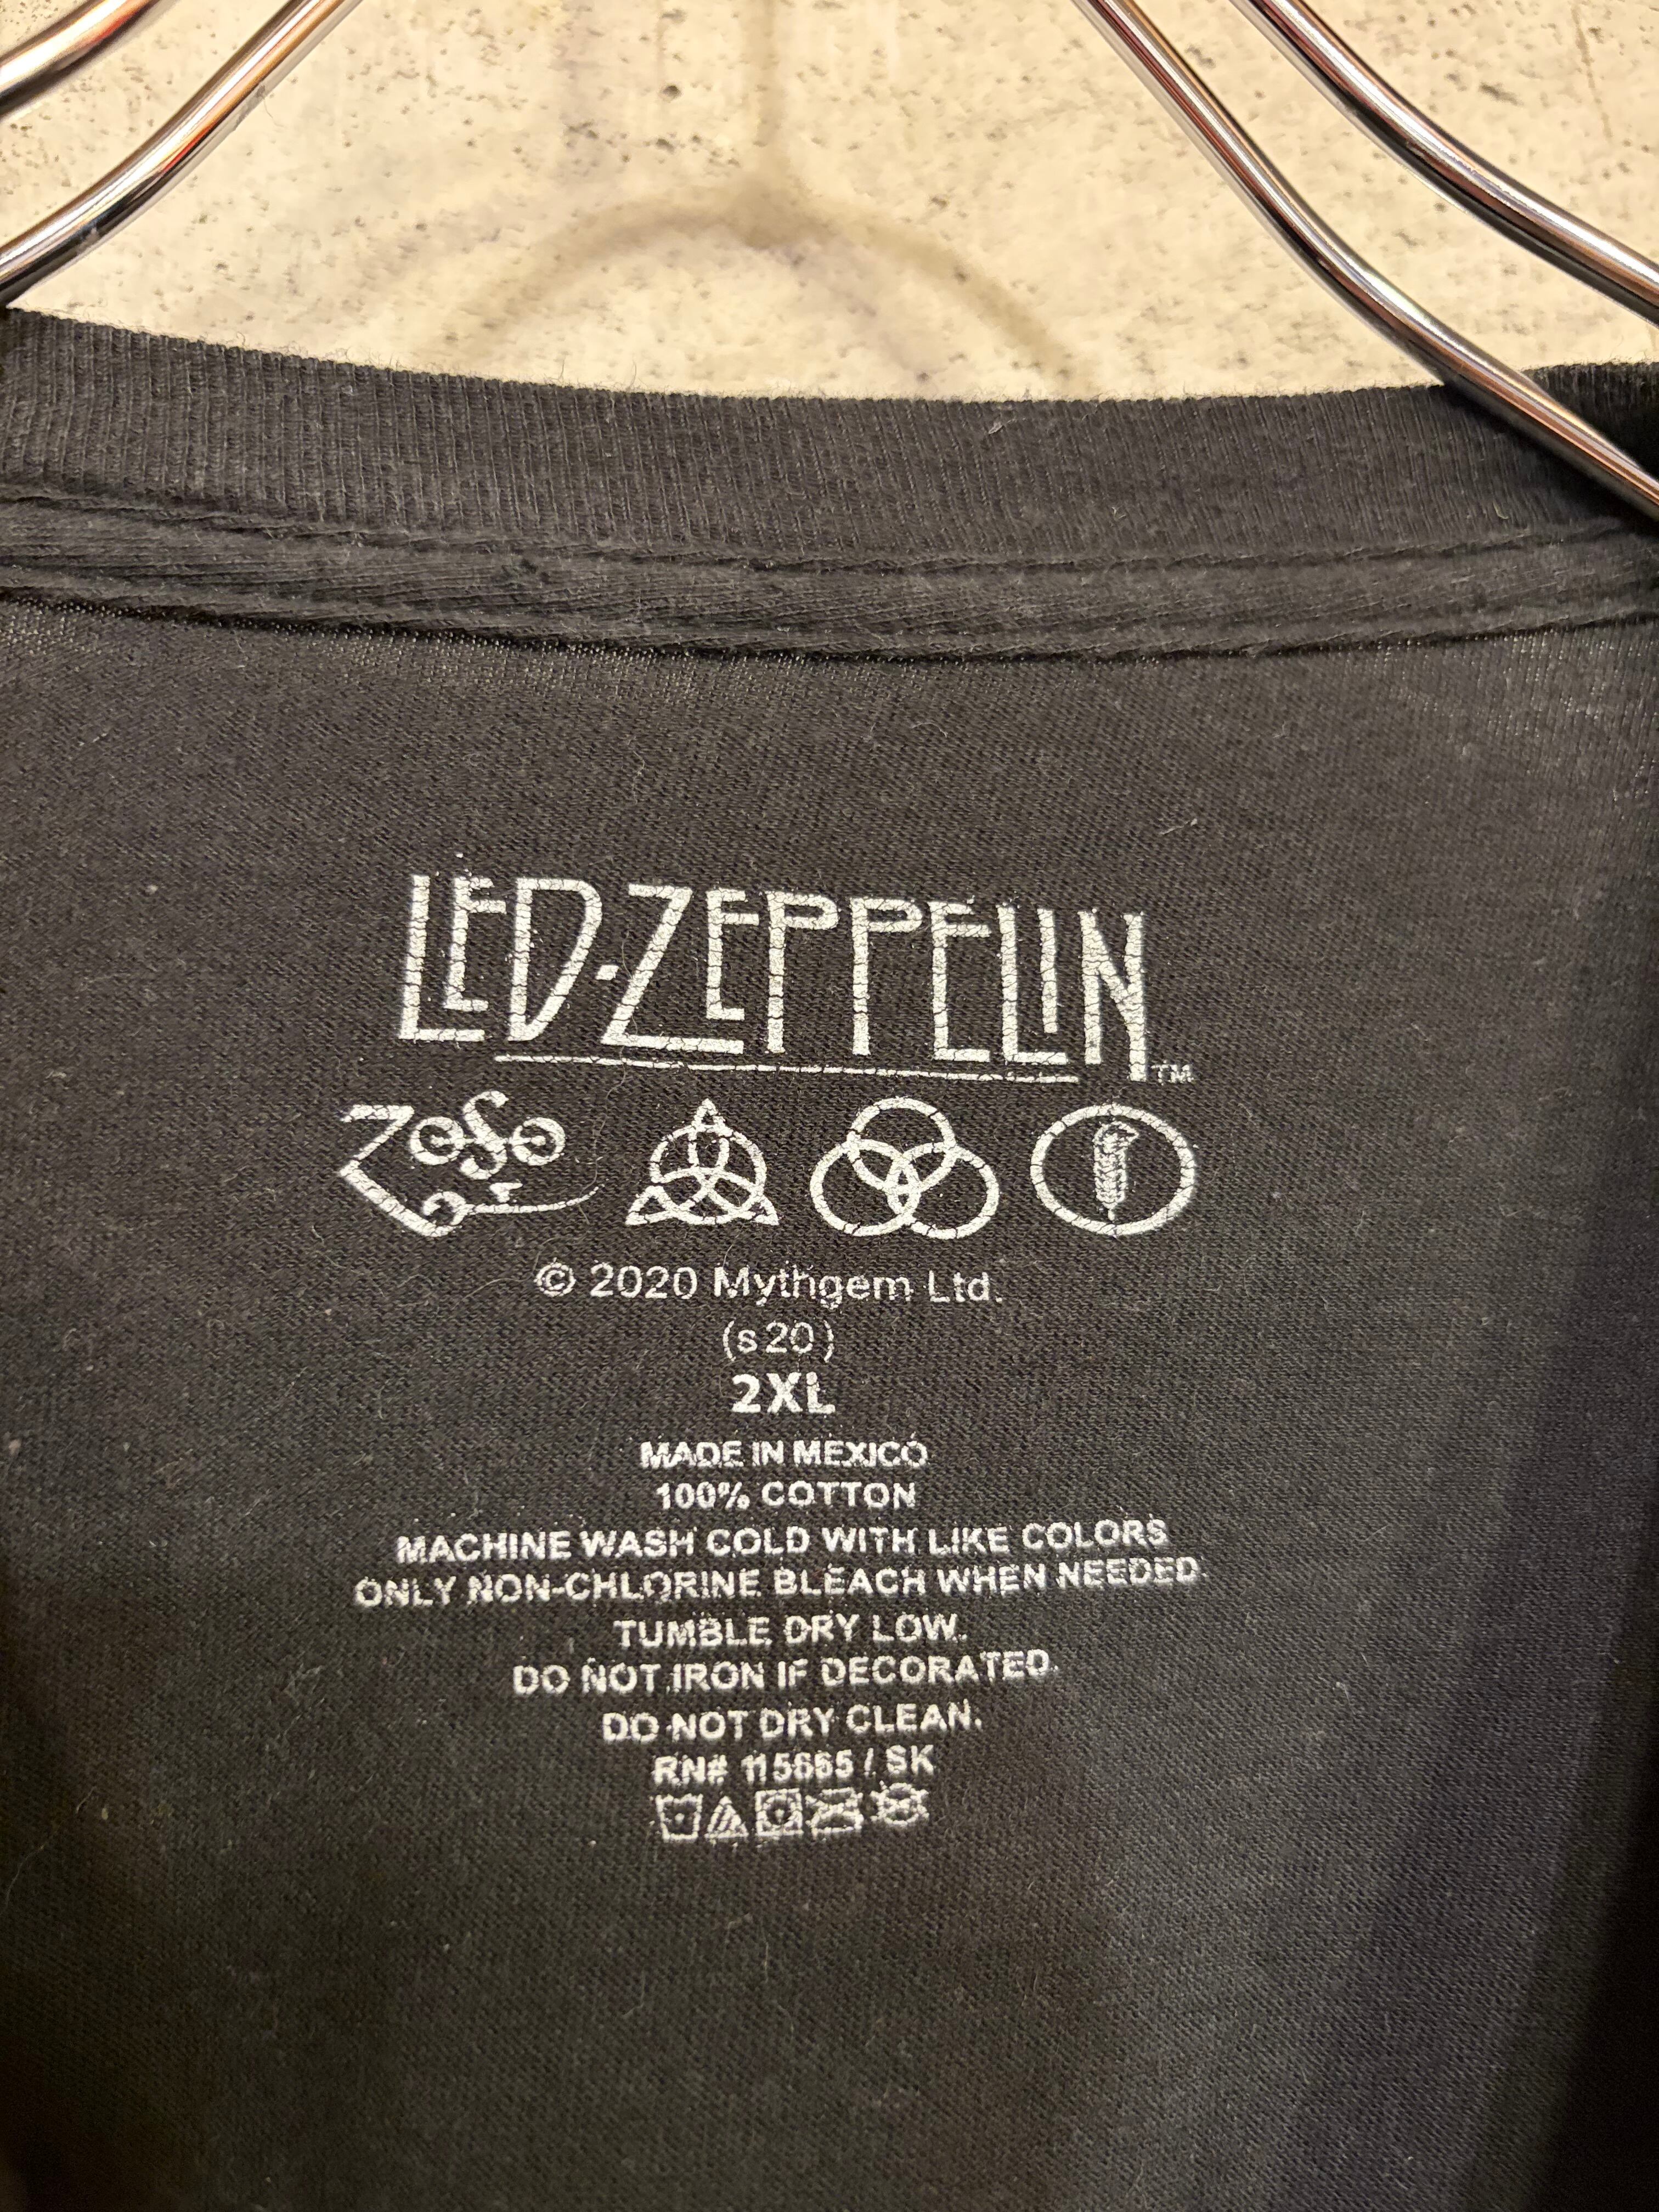 LED·ZEPPELIN TM
ZOSO
© 2020 Mythgem Ltd.
(s20)
2XL
MADE IN MEXICO
100% COTTON
MACHINE WASH COLD WITH LIKE COLORS
ONLY NON-CHLORINE BLEACH WHEN NEEDED.
TUMBLE DRY LOW.
DO NOT IRON IF DECORATED.
DO NOT DRY CLEAN.
RN# 115665 / SK